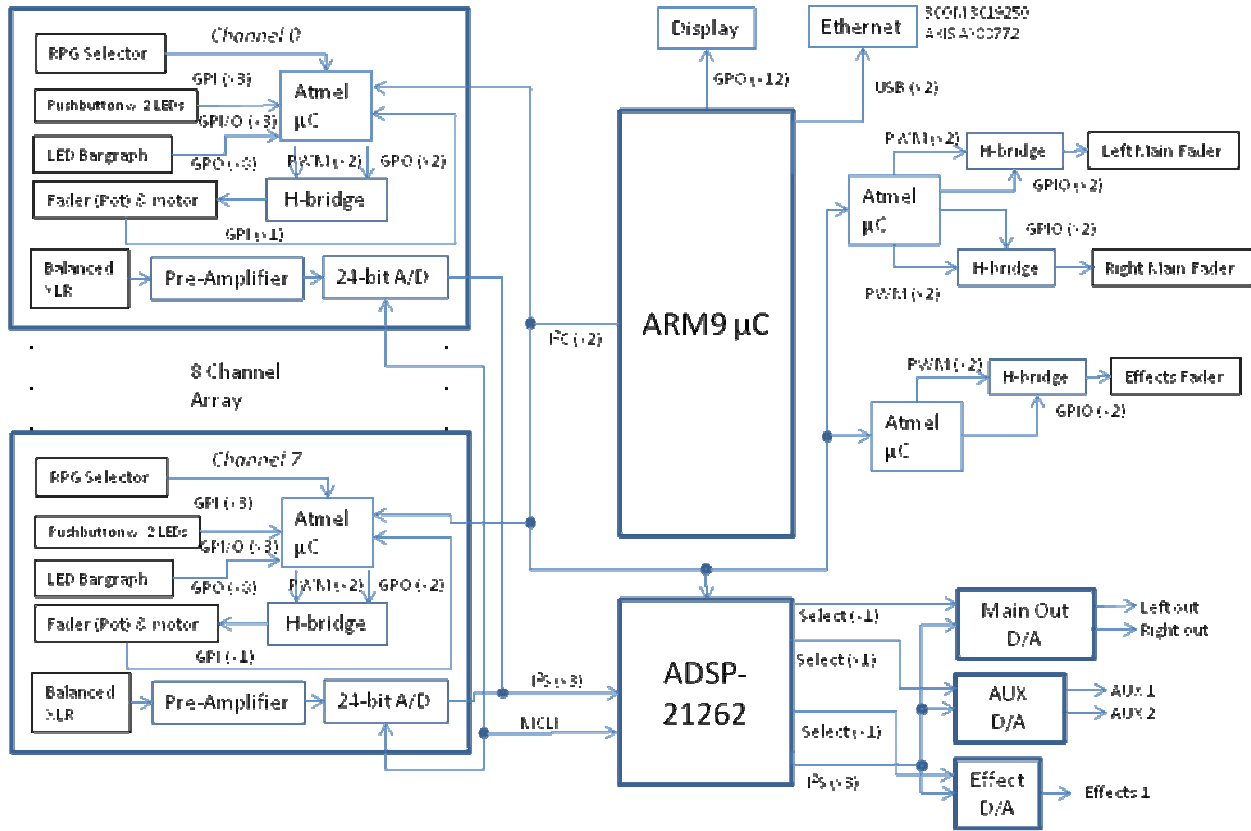 Channel 0
RPG Selector
GPI (x3)
Pushbutton w. 2 LEDs
GPI/O (x3)
LED Bargraph
GPO (x8)
Atmel
µC
PWM (x2)
GPO (x2)
Fader (Pot) & motor
H-bridge
GPI (x1)
Balanced
XLR
Pre-Amplifier
24-bit A/D
8 Channel
Array
Channel 7
RPG Selector
GPI (x3)
Pushbutton w. 2 LEDs
GPI/O (x3)
LED Bargraph
GPO (x8)
Atmel
µC
PWM (x2)
GPO (x2)
Fader (Pot) & motor
H-bridge
GPI (x1)
Balanced
XLR
Pre-Amplifier
24-bit A/D
Display
Ethernet
GPO (x12)
USB (x2)
ARM9 µC
I²C (x2)
Atmel
µC
PWM (x2)
H-bridge
Left Main Fader
GPIO (x2)
GPIO (x2)
H-bridge
Right Main Fader
PWM (x2)
Atmel
µC
PWM (x2)
H-bridge
Effects Fader
GPIO (x2)
I²S (x3)
ADSP-
21262
Select (x1)
Select (x1)
Select (x1)
I²S (x3)
Main Out
D/A
Left out
Right out
AUX
D/A
AUX 1
AUX 2
Effect
D/A
Effects 1